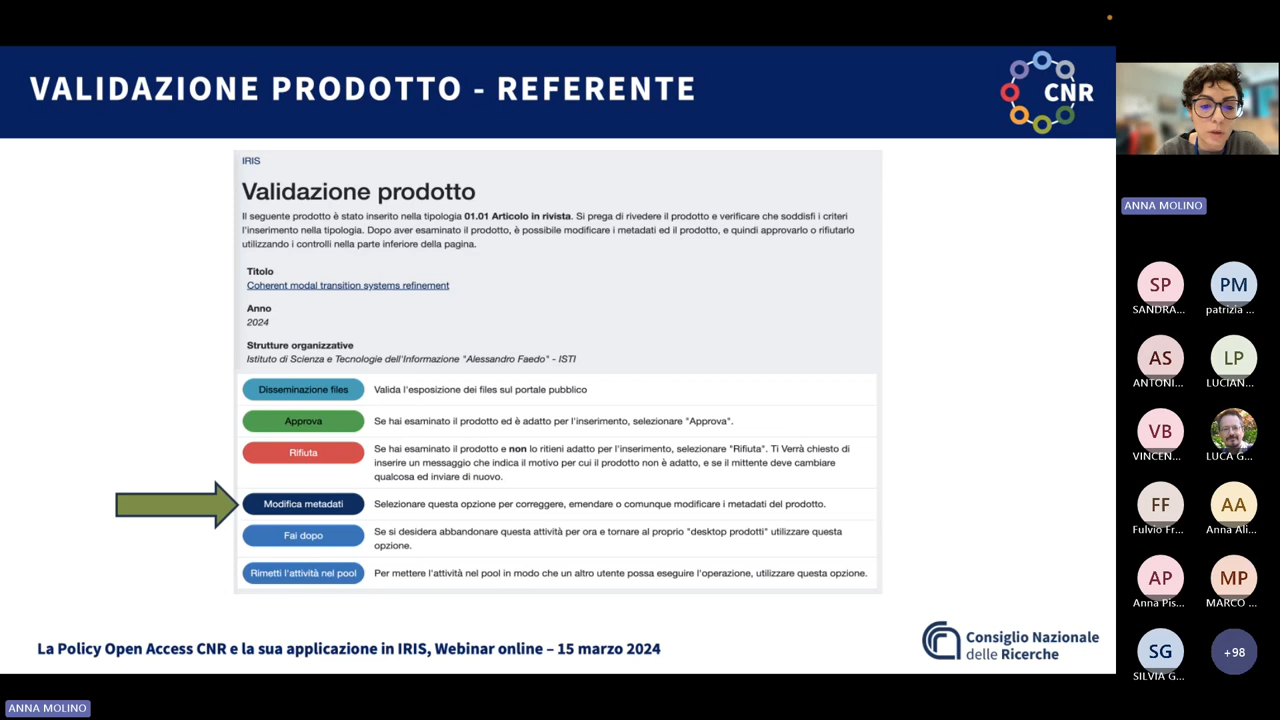 VALIDAZIONE PRODOTTO - REFERENTE
CNR
IRIS
Validazione prodotto
Il seguente prodotto è stato inserito nella tipologia 01.01 Articolo in rivista. Si prega di rivedere il prodotto e verificare che soddisfi i criteri
l'inserimento nella tipologia. Dopo aver esaminato il prodotto, è possibile modificare i metadati ed il prodotto, e quindi approvarlo o rifiutarlo
utilizzando i controlli nella parte inferiore della pagina.
Titolo
Coherent modal transition systems refinement
Anno
2024
Strutture organizzative
Istituto di Scienza e Tecnologie dell'Informazione "Alessandro Faedo" - ISTI
Disseminazione files
Valida l'esposizione dei files sul portale pubblico
Approva
Se hai esaminato il prodotto ed è adatto per l'inserimento, selezionare "Approva".
Rifiuta
Se hai esaminato il prodotto e non lo ritieni adatto per l'inserimento, selezionare "Rifiuta". Ti Verrà chiesto di
inserire un messaggio che indica il motivo per cui il prodotto non è adatto, e se il mittente deve cambiare
qualcosa ed inviare di nuovo.
Modifica metadati
Selezionare questa opzione per correggere, emendare o comunque modificare i metadati del prodotto.
Fai dopo
Se si desidera abbandonare questa attività per ora e tornare al proprio "desktop prodotti" utilizzare questa
opzione.
Rimetti l'attività nel pool
Per mettere l'attività nel pool in modo che un altro utente possa eseguire l'operazione, utilizzare questa opzione.
La Policy Open Access CNR e la sua applicazione in IRIS, Webinar online – 15 marzo 2024
Consiglio Nazionale
delle Ricerche
ANNA MOLINO
ANNA MOLINO
SP
SANDRA...
PM
patrizia ...
AS
ANTONI...
LP
LUCIAN...
VB
VINCEN...
LUCA G...
FF
Fulvio Fr...
AA
Anna Ali...
AP
Anna Pis...
MP
MARCO ...
SG
SILVIA G...
+98